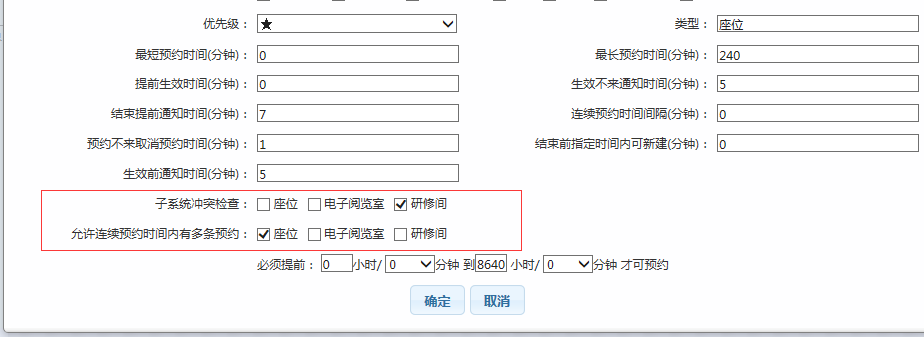 优先级： ★ 类型： 座位
最短预约时间(分钟)： 0 最长预约时间(分钟)： 240
提前生效时间(分钟)： 0 生效不来通知时间(分钟)： 5
结束提前通知时间(分钟)： 7 连续预约时间间隔(分钟)： 0
预约不来取消预约时间(分钟)： 1 结束前指定时间内可新建(分钟)： 0
生效前通知时间(分钟)： 5
子系统冲突检查： 座位 电子阅览室 研修间
允许连续预约时间内有多条预约： 座位 电子阅览室 研修间
必须提前： 0 小时/ 0 分钟 到 8640 小时/ 0 分钟 才可预约
确定 取消